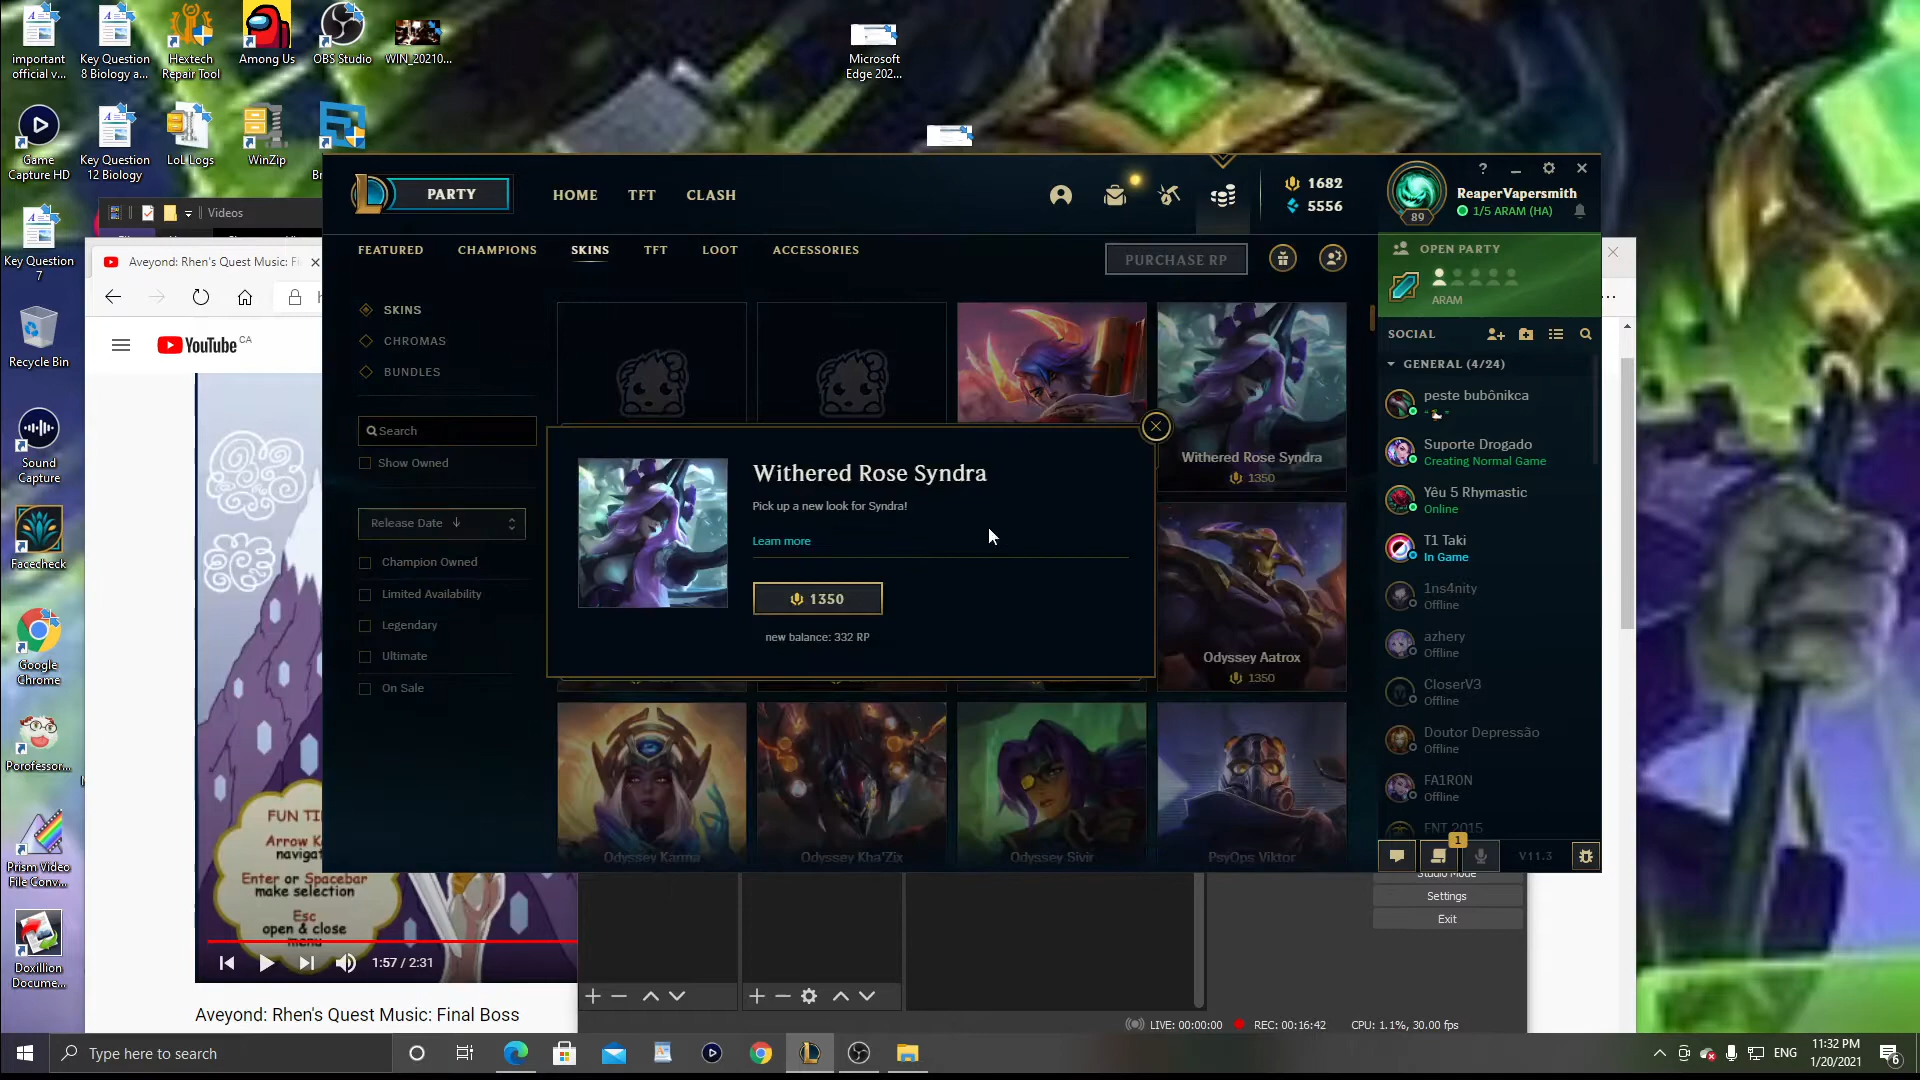 important
official v...
Key Question
8 Biology a...
Hextech
Repair Tool
Among Us
OBS Studio
WIN_20210...
Microsoft
Edge 202...
Game
Capture HD
Key Question
12 Biology
LoL Logs
WinZip
Key Question
7
Recycle Bin
Sound
Capture
Facecheck
Google
Chrome
Porofessor...
Prism Video
File Conv...
Doxillion
Docume...
Videos
Aveyond: Rhen's Quest Music: Fi
YouTube CA
FUN TI
Arrow K
navigat
Enter or Spacebar
make selection
Esc
open & close
menu
1:57 / 2:31
Aveyond: Rhen's Quest Music: Final Boss
PARTY
HOME
TFT
CLASH
1682
5556
89
ReaperVapersmith
1/5 ARAM (HA)
FEATURED
CHAMPIONS
SKINS
TFT
LOOT
ACCESSORIES
PURCHASE RP
SKINS
CHROMAS
BUNDLES
Search
Show Owned
Release Date
Champion Owned
Limited Availability
Legendary
Ultimate
On Sale
Withered Rose Syndra
1350
Withered Rose Syndra
Pick up a new look for Syndra!
Learn more
1350
new balance: 332 RP
Odyssey Aatrox
1350
Odyssey Karma
Odyssey Kha'Zix
Odyssey Sivir
PsyOps Viktor
OPEN PARTY
ARAM
SOCIAL
GENERAL (4/24)
peste bubônikca
Suporte Drogado
Creating Normal Game
Yêu 5 Rhymastic
Online
T1 Taki
In Game
1ns4nity
Offline
azhery
Offline
CloserV3
Offline
Doutor Depressão
Offline
FA1R0N
Offline
FNT 2015
1
V11.3
Studio Mode
Settings
Exit
LIVE: 00:00:00
REC: 00:16:42
CPU: 1.1%, 30.00 fps
Type here to search
ENG
11:32 PM
1/20/2021
6